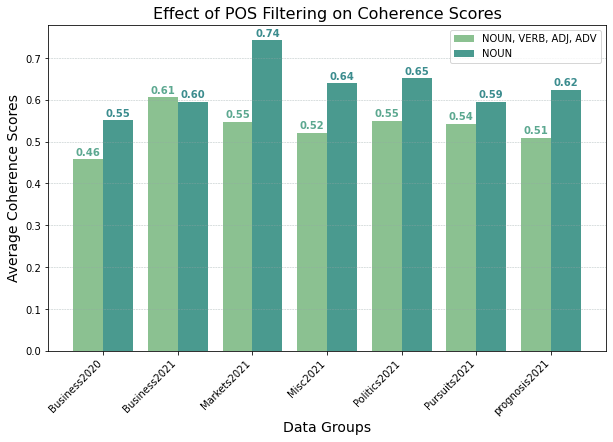 Effect of POS Filtering on Coherence Scores
NOUN, VERB, ADJ, ADV
NOUN
Average Coherence Scores
0.7
0.6
0.5
0.4
0.3
0.2
0.1
0.0
0.46
0.55
0.61
0.60
0.55
0.74
0.52
0.64
0.55
0.65
0.54
0.59
0.51
0.62
Business2020
Business2021
Markets2021
Misc2021
Politics2021
Pursuits2021
prognosis2021
Data Groups